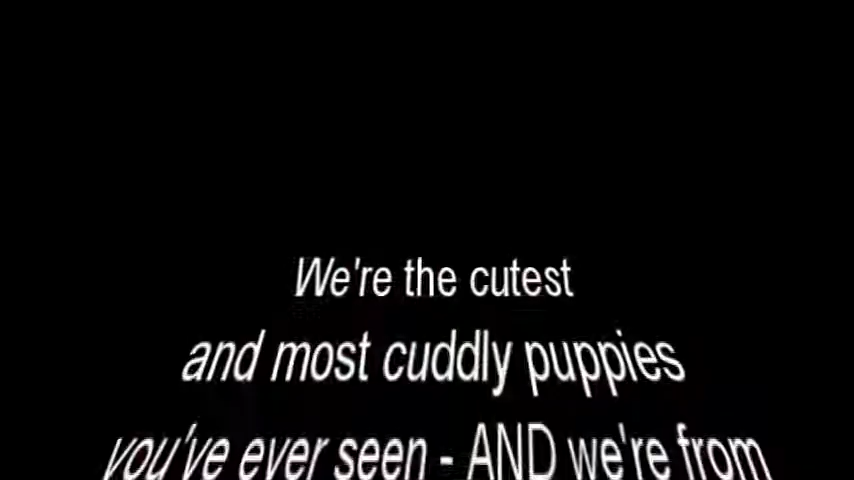 We're the cutest
and most cuddly puppies
you've ever seen - AND we're from